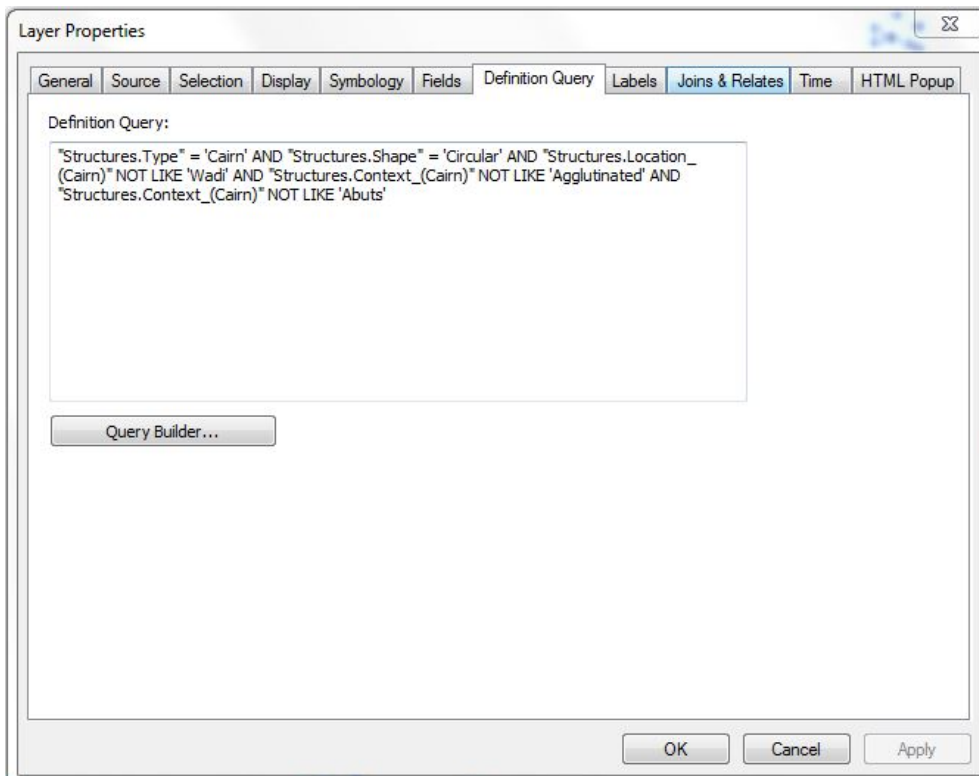 Layer Properties
General Source Selection Display Symbology Fields Definition Query Labels Joins & Relates Time HTML Popup
Definition Query:
"Structures.Type" = 'Cairn' AND "Structures.Shape" = 'Circular' AND "Structures.Location_
(Cairn)" NOT LIKE 'Wadi' AND "Structures.Context_(Cairn)" NOT LIKE 'Agglutinated' AND
"Structures.Context_(Cairn)" NOT LIKE 'Abuts'
Query Builder...
OK Cancel Apply